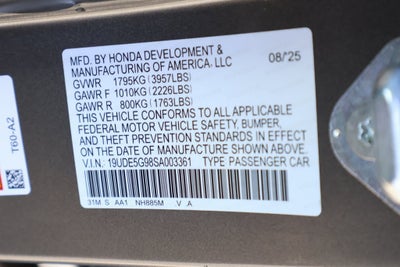 MFD. BY HONDA DEVELOPMENT & 08/'25
MANUFACTURING OF AMERICA, LLC
GVWR 1795KG (3957LBS)
GAWR F 1010KG (2226LBS)
GAWR R 800KG (1763LBS)
THIS VEHICLE CONFORMS TO ALL APPLICABLE
FEDERAL MOTOR VEHICLE SAFETY, BUMPER,
AND THEFT PREVENTION STANDARDS IN EFFECT
ON THE DATE OF MANUFACTURE SHOWN ABOVE.
V.I.N. 19UDE5G98SA003361 TYPE PASSENGER CAR
31M S AA1 NH885M V A
T60-A2